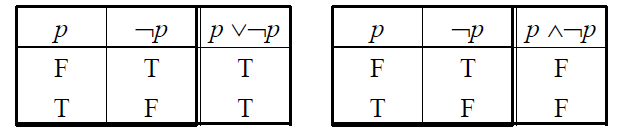 p ¬p p ∨¬p p ¬p p ∧¬p
F T T F T F
T F T T F F